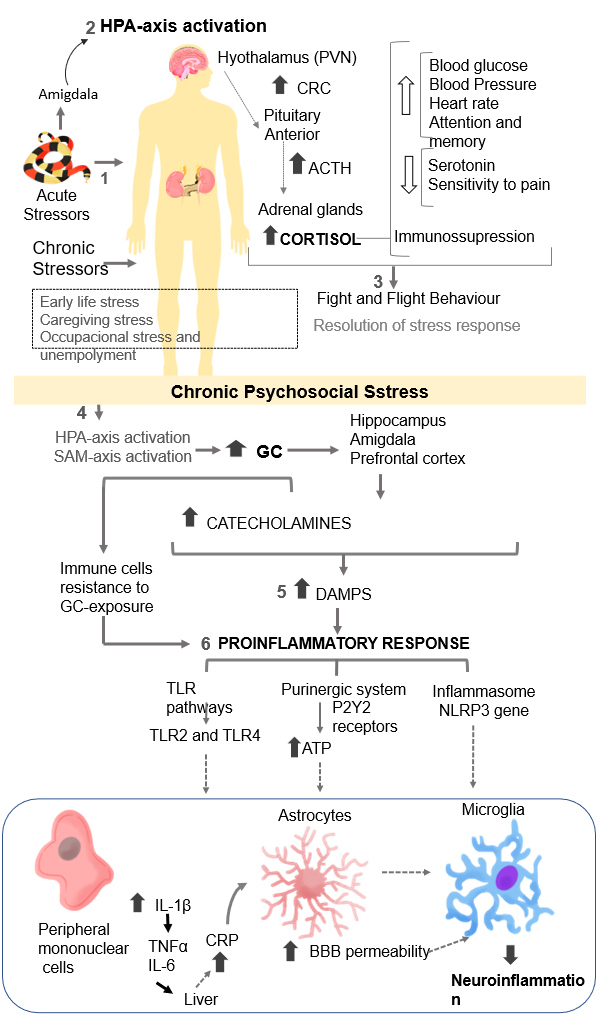 2 HPA-axis activation
Hyothalamus (PVN)
CRC
Pituitary
Anterior
ACTH
Adrenal glands
CORTISOL
Amigdala
1
Acute
Stressors
Chronic
Stressors
Early life stress
Caregiving stress
Occupacional stress and
unempolyment
Blood glucose
Blood Pressure
Heart rate
Attention and
memory
Serotonin
Sensitivity to pain
Immunossupression
3
Fight and Flight Behaviour
Resolution of stress response
Chronic Psychosocial Sstress
4
HPA-axis activation
SAM-axis activation
GC
Hippocampus
Amigdala
Prefrontal cortex
CATECHOLAMINES
Immune cells
resistance to
GC-exposure
5 DAMPS
6 PROINFLAMMATORY RESPONSE
TLR
pathways
TLR2 and TLR4
Purinergic system
P2Y2
receptors
ATP
Inflammasome
NLRP3 gene
Astrocytes
Microglia
Peripheral
mononuclear
cells
IL-1β
TNFα
IL-6
Liver
CRP
BBB permeability
Neuroinflammatio
n